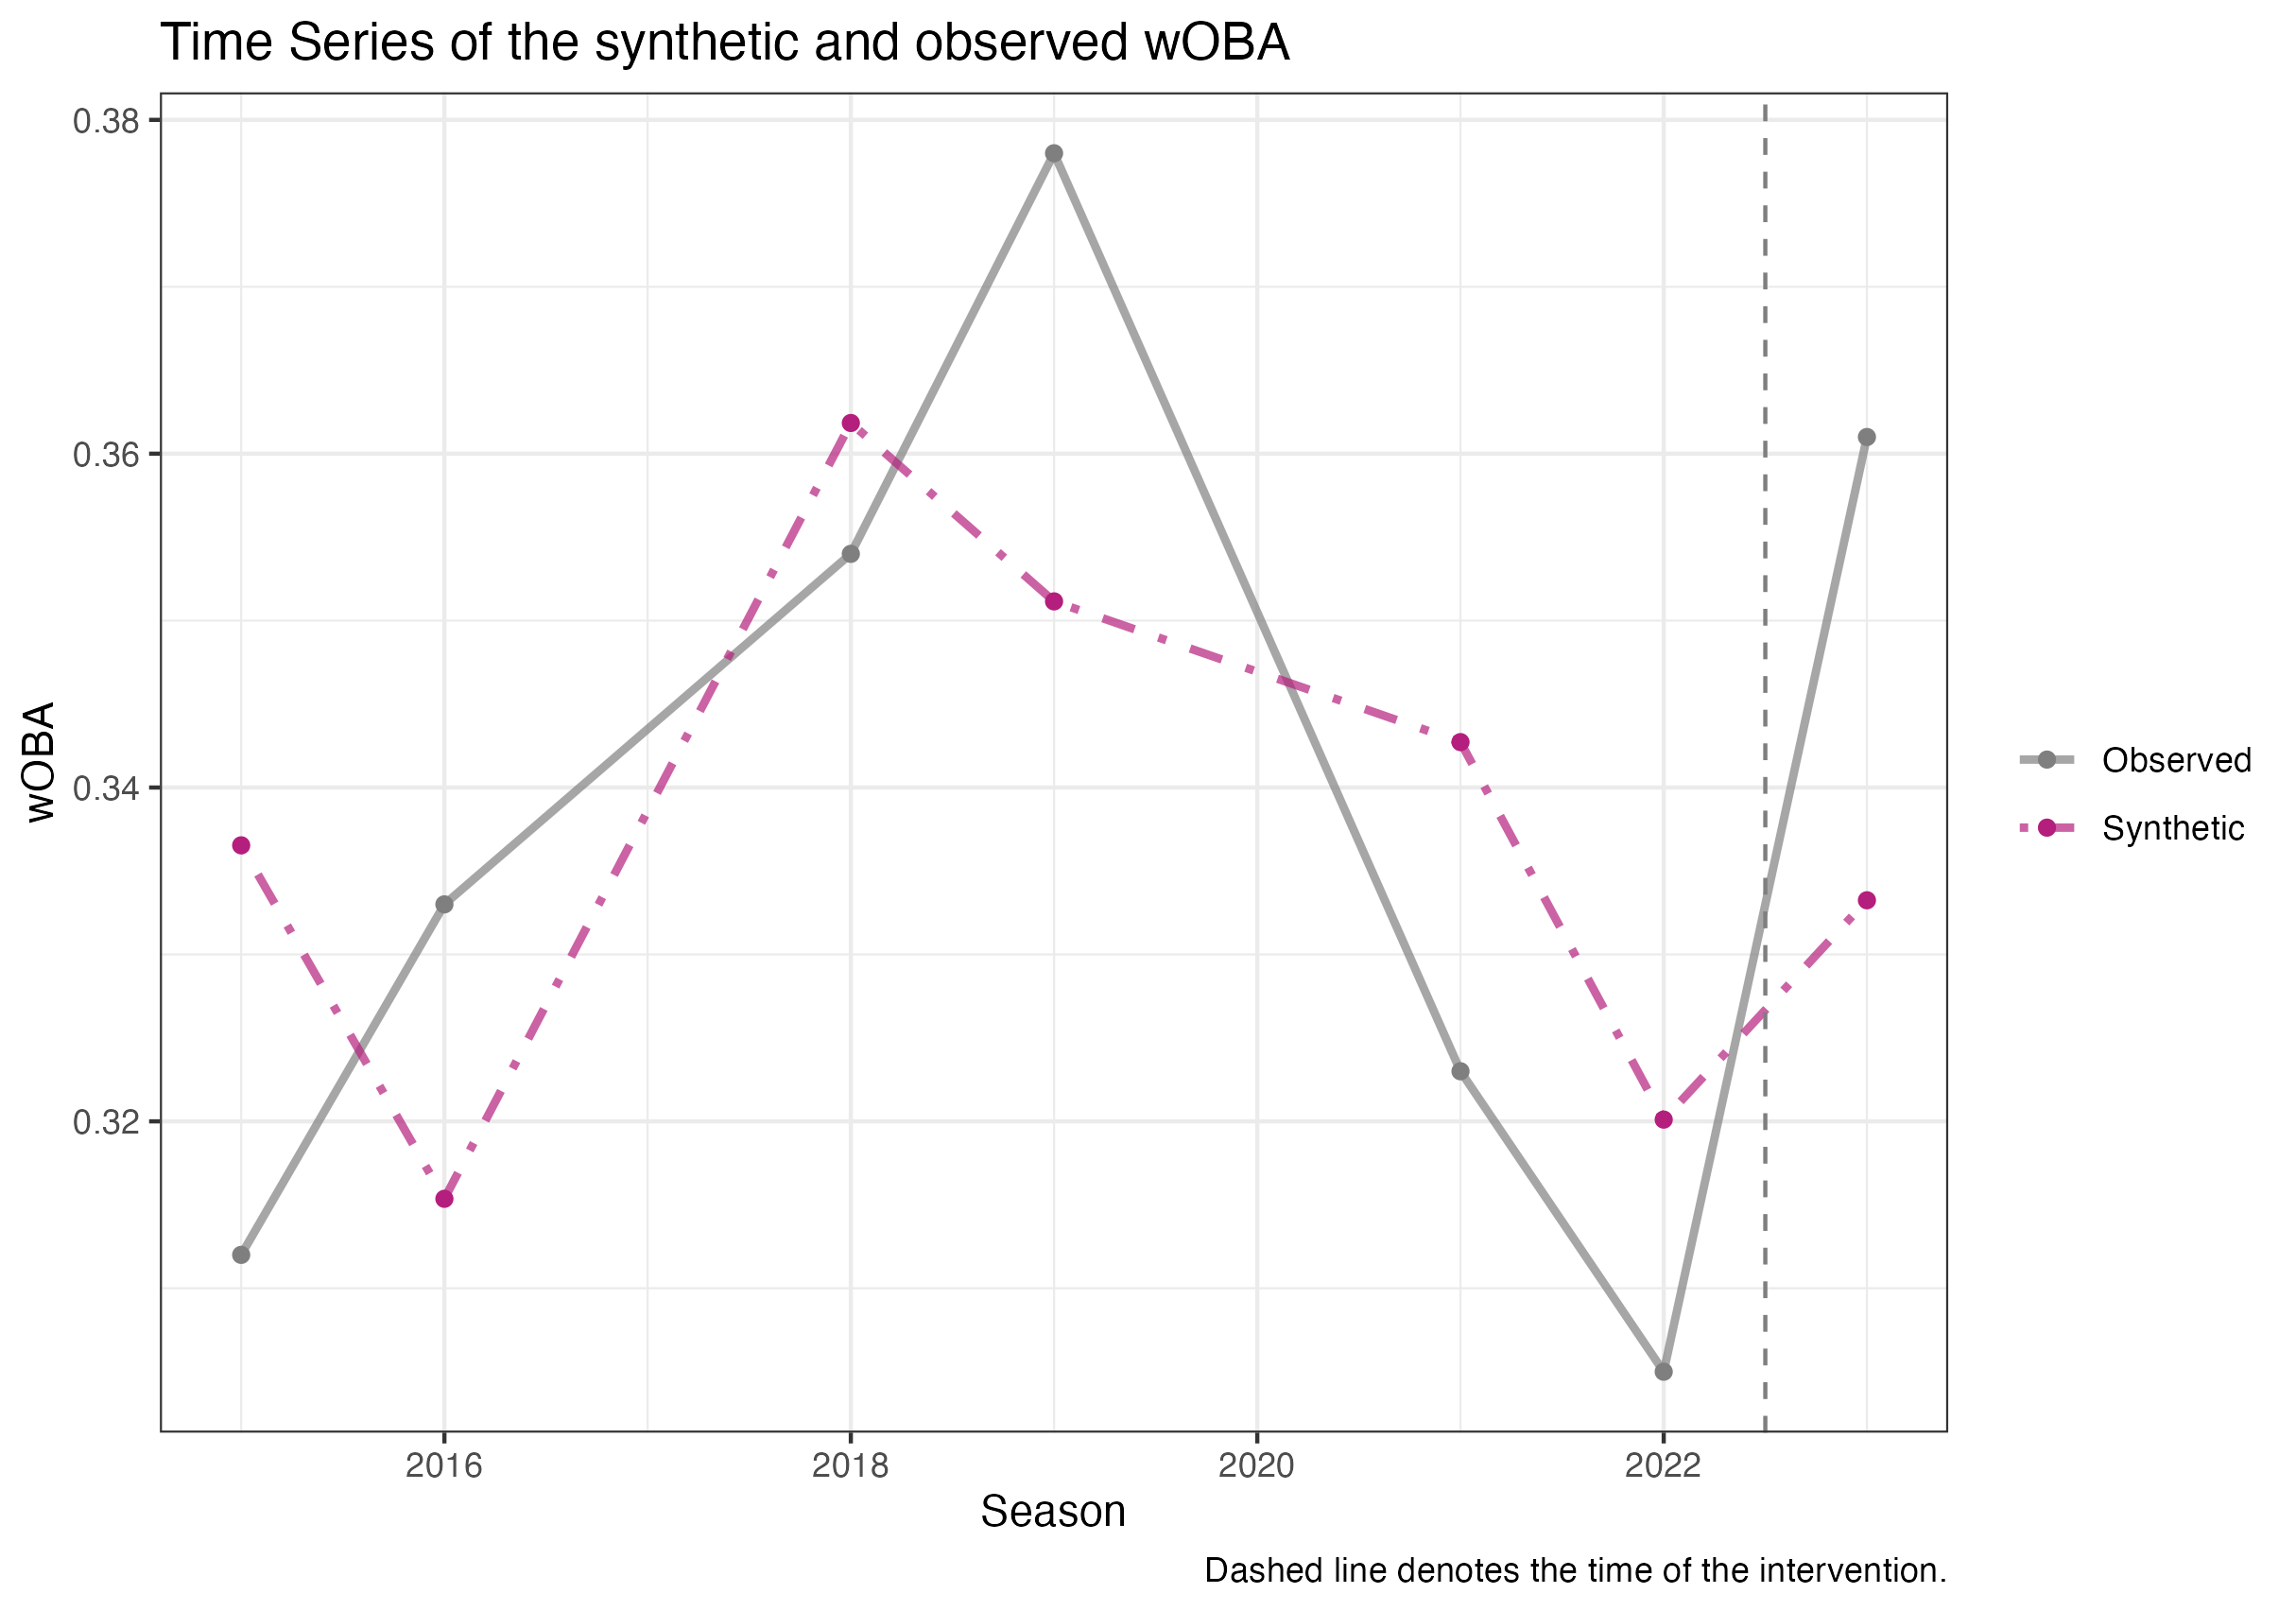 Time Series of the synthetic and observed wOBA
0.38
0.36
0.34
0.32
wOBA
2016
2018
2020
2022
Season
Observed
Synthetic
Dashed line denotes the time of the intervention.